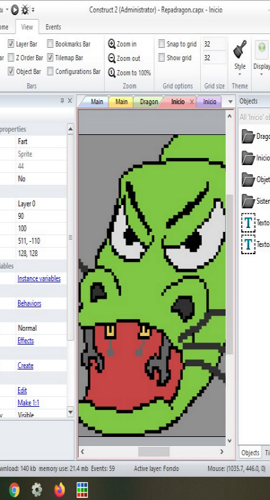 Construct 2 (Administrator) - Repadragon.capx - Inicio
View Events
Layer Bar Bookmarks Bar Zoom in Snap to grid 32
Z Order Bar Tilemap Bar Zoom out Show grid 32
Object Bar Configurations Bar Zoom to 100% Style Display
Bars Zoom Grid options Grid size Theme
Main Main Dragon Inicio Inicio Objects
properties
Fart
Sprite
44
No
Layer 0
90
100
511, -110
128, 128
Instance variables
Behaviors
Normal
Effects
Create
Edit
Make 1:1
Visible
All 'Inicio'
Drago
Inicio
Objet
Sister
Texto
Texto
Objects
download: 140 kb memory use: 21.4 mb Events: 59 Active layer: Fondo Mouse: (1035.7, 446.6, 0)